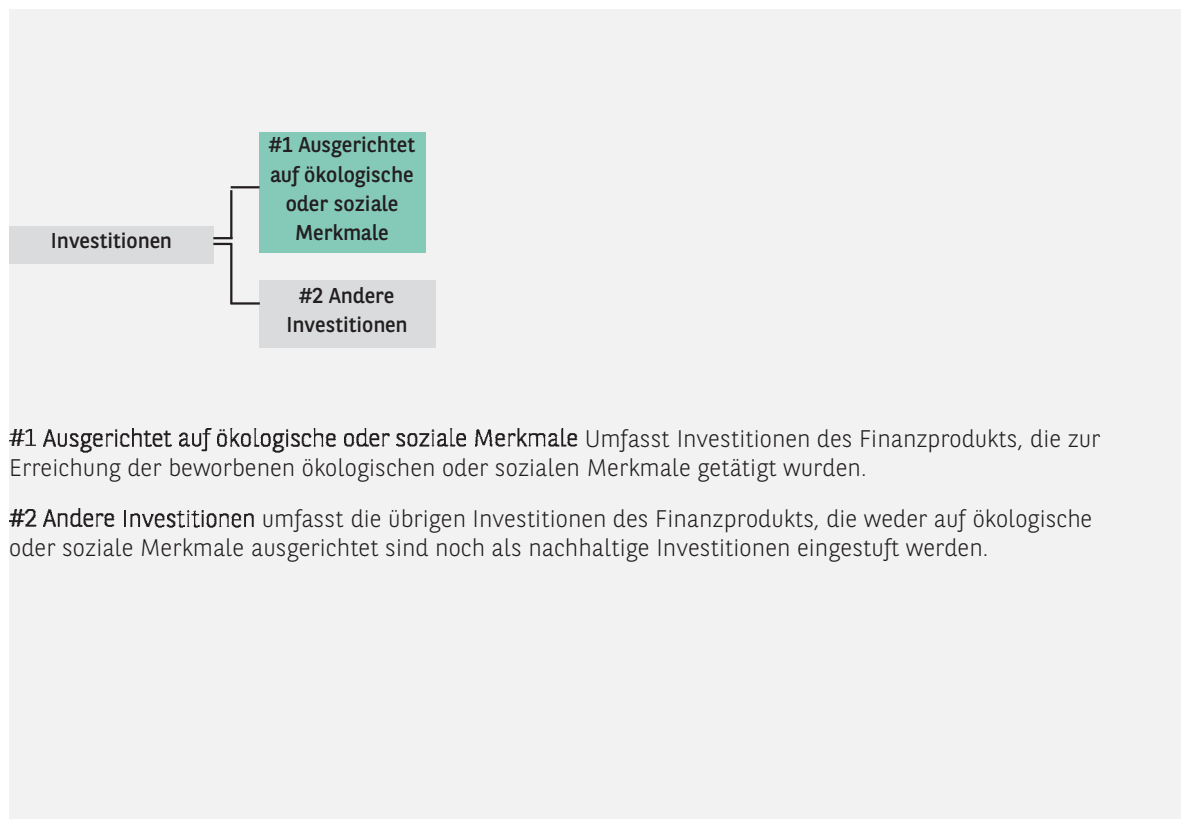 #1 Ausgerichtet
auf ökologische
oder soziale
Merkmale
Investitionen
#2 Andere
Investitionen
#1 Ausgerichtet auf ökologische oder soziale Merkmale Umfasst Investitionen des Finanzprodukts, die zur
Erreichung der beworbenen ökologischen oder sozialen Merkmale getätigt wurden.
#2 Andere Investitionen umfasst die übrigen Investitionen des Finanzprodukts, die weder auf ökologische
oder soziale Merkmale ausgerichtet sind noch als nachhaltige Investitionen eingestuft werden.